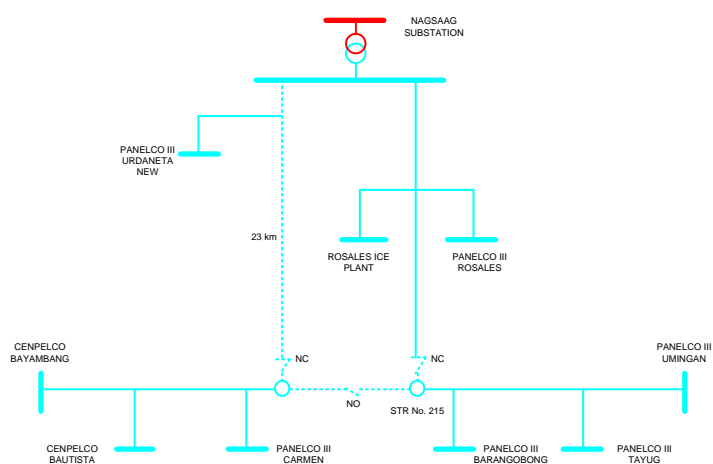 NAGSAAG
SUBSTATION
PANELCO III
URDANETA
NEW
23 km
ROSALES ICE
PLANT
PANELCO III
ROSALES
CENPELCO
BAYAMBANG
NC
NC
PANELCO III
UMINGAN
NO
STR No. 215
CENPELCO
BAUTISTA
PANELCO III
CARMEN
PANELCO III
BARANGOBONG
PANELCO III
TAYUG